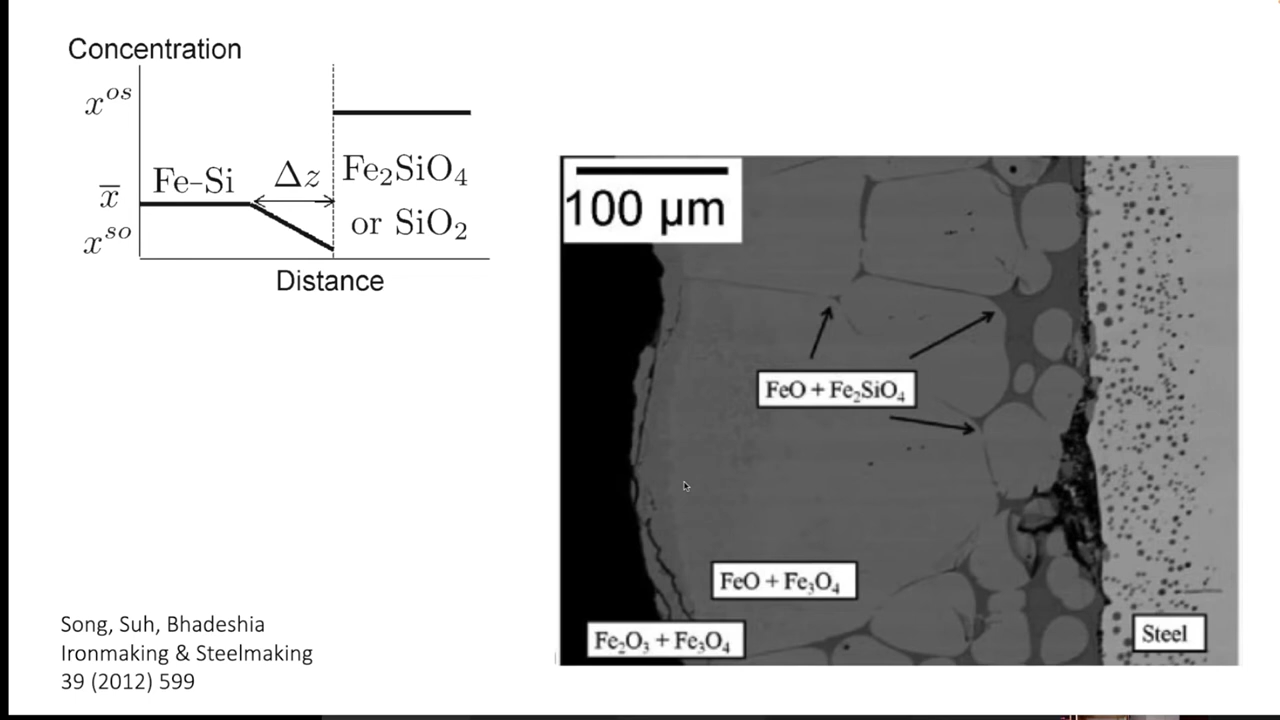 Concentration
x^{os}
Fe-Si
Δz
Fe₂SiO₄
x̅
or SiO₂
x^{so}
Distance
100 µm
FeO + Fe₂SiO₄
FeO + Fe₃O₄
Fe₂O₃ + Fe₃O₄
Steel
Song, Suh, Bhadeshia
Ironmaking & Steelmaking
39 (2012) 599